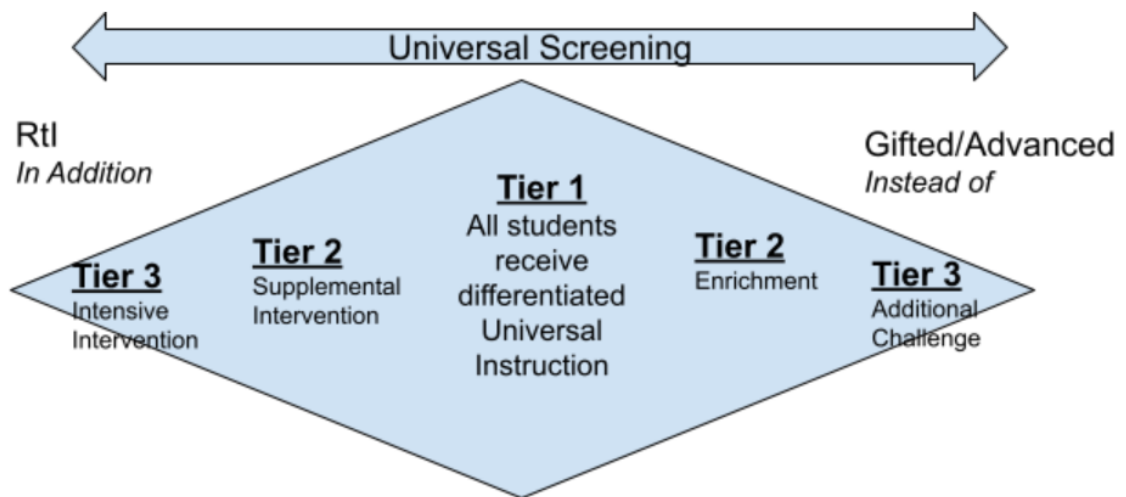 Universal Screening
RtI
In Addition
Gifted/Advanced
Instead of
Tier 3
Intensive
Intervention
Tier 2
Supplemental
Intervention
Tier 1
All students
receive
differentiated
Universal
Instruction
Tier 2
Enrichment
Tier 3
Additional
Challenge